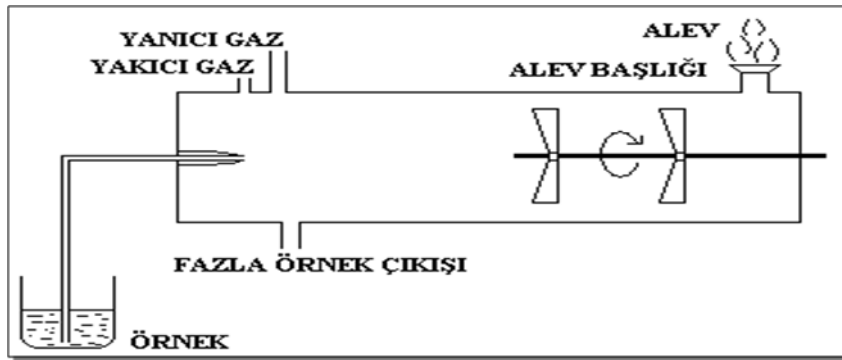 YANICI GAZ
YAKICI GAZ
ALEV
ALEV BAŞLIĞI
FAZLA ÖRNEK ÇIKIŞI
ÖRNEK